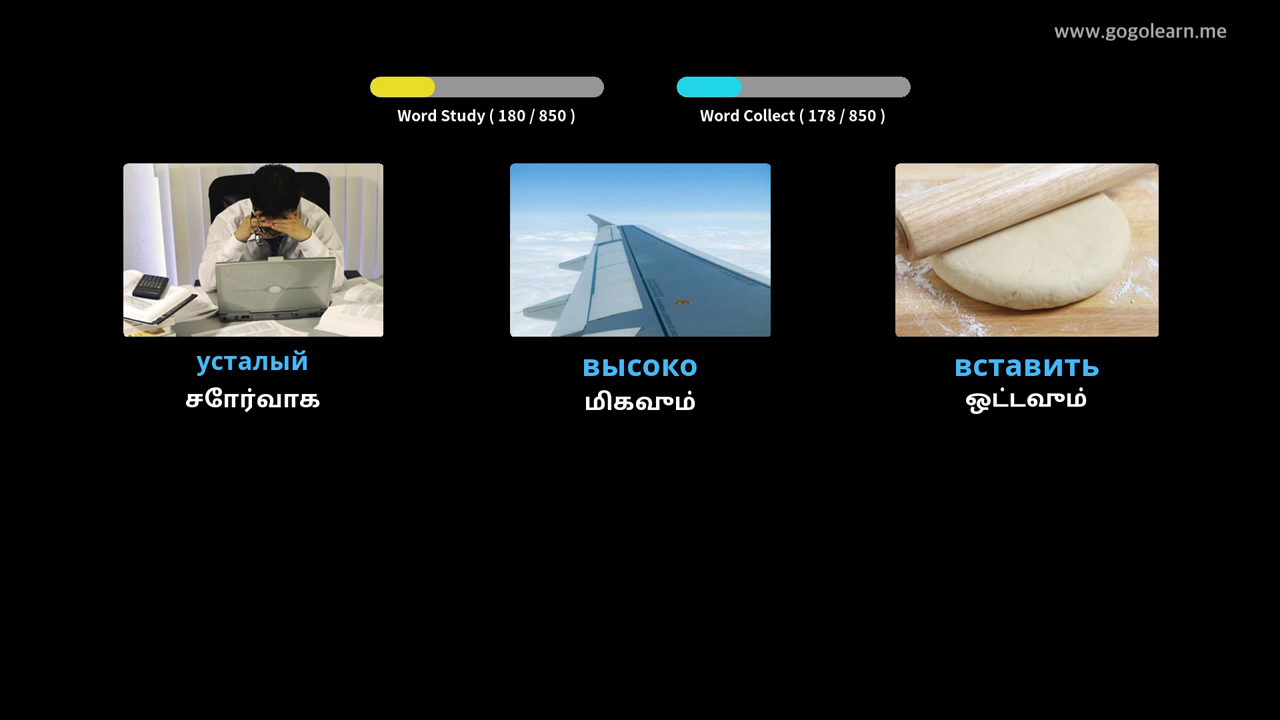 www.gogolearn.me
Word Study ( 180 / 850 )
Word Collect ( 178 / 850 )
усталый
சோர்வாக
высоко
மிகவும்
вставить
ஒட்டவும்